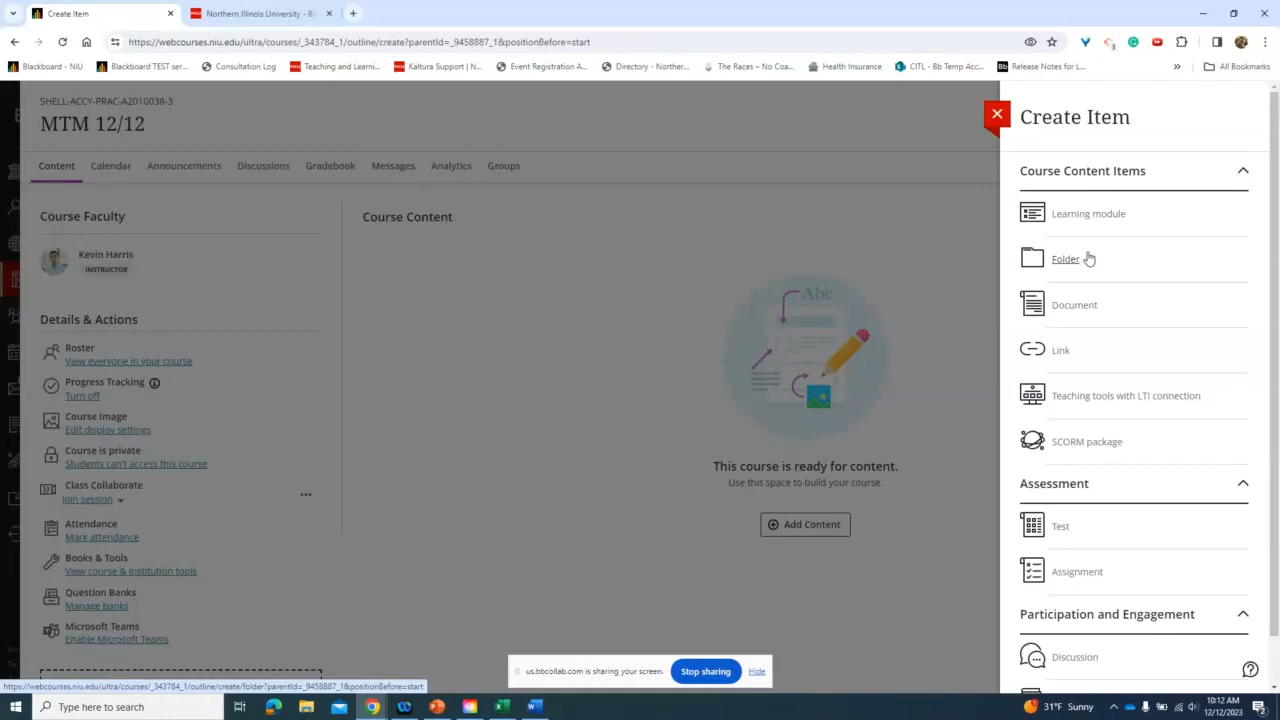 Create Item
Northern Illinois University - Bl
https://webcourses.niu.edu/ultra/courses/_343784_1/outline/create?parentId=_9458887_1&positionBefore=start
Blackboard - NIU
Blackboard TEST ser...
Consultation Log
Teaching and Learni...
Kaltura Support | N...
Event Registration A...
Directory - Norther...
The Races – No Coa...
Health Insurance
CITL - Bb Temp Acc...
Release Notes for L...
»
All Bookmarks
SHELL-ACCY-PRAC-A2010038-3
MTM 12/12
Content
Calendar
Announcements
Discussions
Gradebook
Messages
Analytics
Groups
Course Faculty
Kevin Harris
INSTRUCTOR
Details & Actions
Roster
View everyone in your course
Progress Tracking
Turn off
Course Image
Edit display settings
Course is private
Students can't access this course
Class Collaborate
Join session
Attendance
Mark attendance
Books & Tools
View course & institution tools
Question Banks
Manage banks
Microsoft Teams
Enable Microsoft Teams
Course Content
Abc
This course is ready for content.
Use this space to build your course.
Add Content
Create Item
Course Content Items
Learning module
Folder
Document
Link
Teaching tools with LTI connection
SCORM package
Assessment
Test
Assignment
Participation and Engagement
Discussion
us.bbcollab.com is sharing your screen.
Stop sharing
Hide
https://webcourses.niu.edu/ultra/courses/_343784_1/outline/create/folder?parentId=_9458887_1&positionBefore=start
Type here to search
31°F Sunny
10:12 AM
12/12/2023